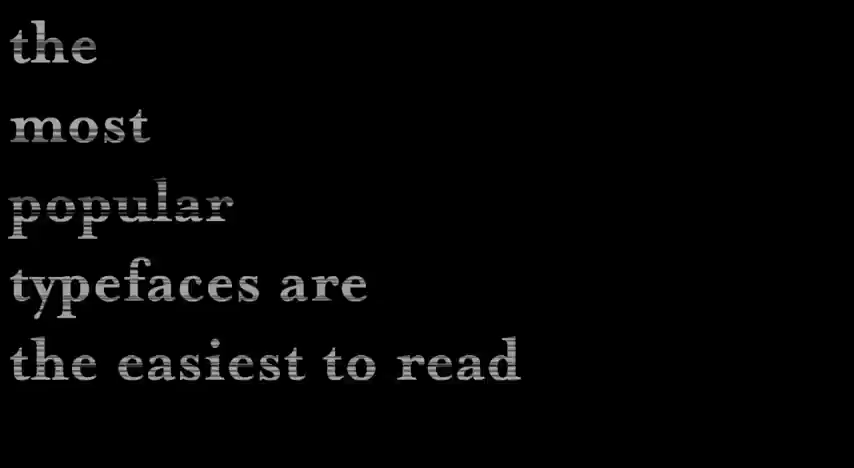 the
most
popular
typefaces are
the easiest to read